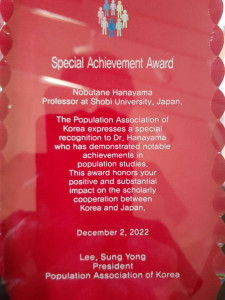 Special Achievement Award
Nobutane Hanayama
Professor at Shobi University, Japan.
The Population Association of
Korea expresses a special
recognition to Dr. Hanayama
who has demonstrated notable
achievements in
population studies.
This award honors your
positive and substantial
impact on the scholarly
cooperation between
Korea and Japan.
December 2, 2022
Lee, Sung Yong
President
Population Association of Korea